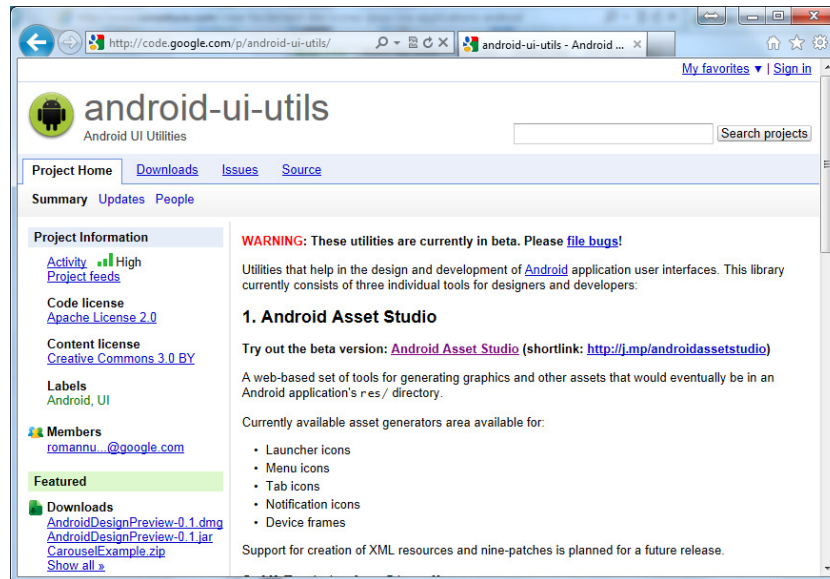 http://code.google.com/p/android-ui-utils/
android-ui-utils - Android ...
My favorites ▼ | Sign in
android-ui-utils
Android UI Utilities
Search projects
Project Home Downloads Issues Source
Summary Updates People
Project Information
Activity High
Project feeds
Code license
Apache License 2.0
Content license
Creative Commons 3.0 BY
Labels
Android, UI
Members
romannu...@google.com
Featured
Downloads
AndroidDesignPreview-0.1.dmg
AndroidDesignPreview-0.1.jar
CarouselExample.zip
Show all »
WARNING: These utilities are currently in beta. Please file bugs!
Utilities that help in the design and development of Android application user interfaces. This library
currently consists of three individual tools for designers and developers:
1. Android Asset Studio
Try out the beta version: Android Asset Studio (shortlink: http://j.mp/androidassetstudio)
A web-based set of tools for generating graphics and other assets that would eventually be in an
Android application's res/ directory.
Currently available asset generators area available for:
• Launcher icons
• Menu icons
• Tab icons
• Notification icons
• Device frames
Support for creation of XML resources and nine-patches is planned for a future release.